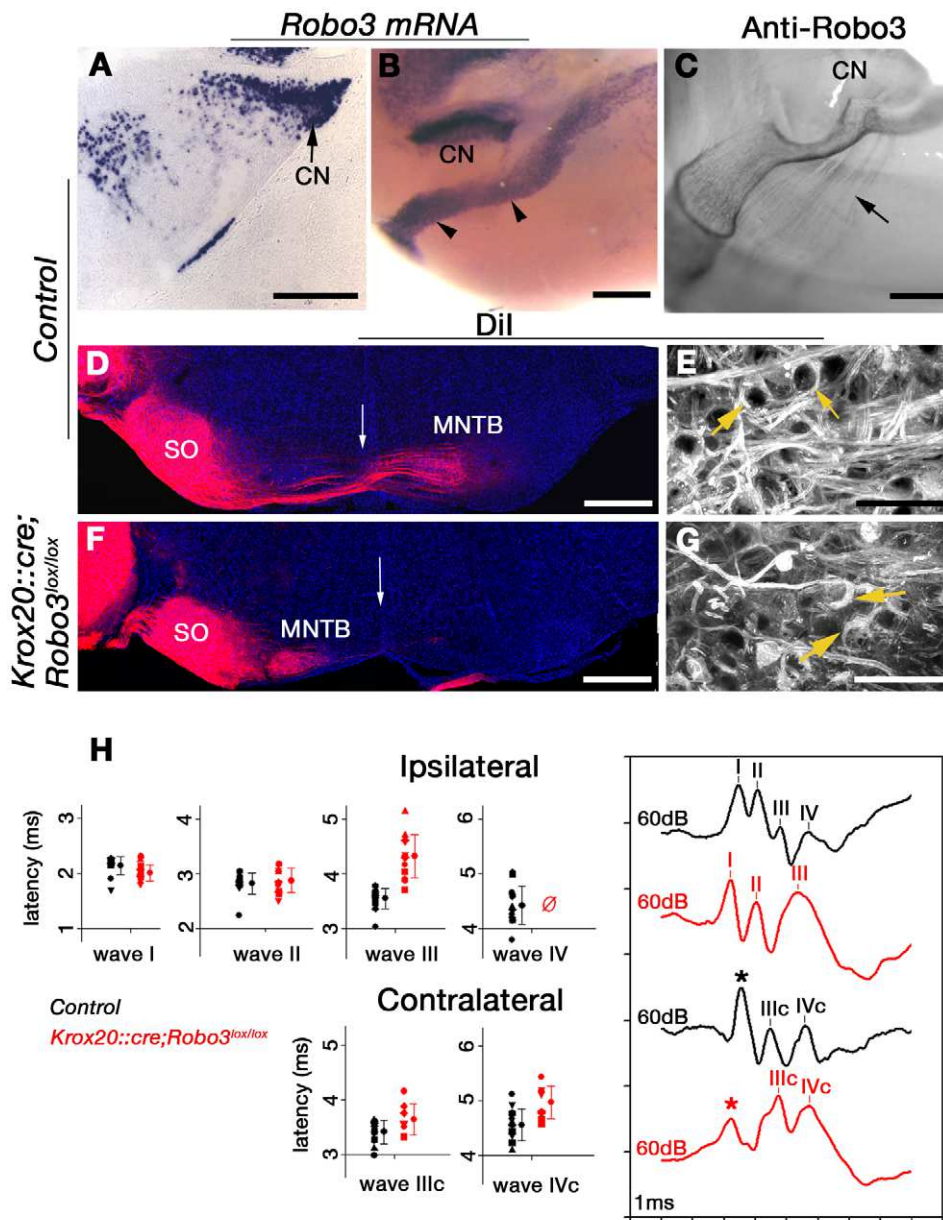 Robo3 mRNA
Anti-Robo3
A
B
C
CN
CN
CN
Control
DiI
D
SO
MNTB
E
Krox20::cre;
Robo3lox/lox
F
SO
MNTB
G
H
Ipsilateral
latency (ms)
3
2
1
wave I
4
3
2
wave II
5
4
3
wave III
6
5
4
∅
wave IV
Control
Krox20::cre;Robo3lox/lox
Contralateral
latency (ms)
5
4
3
wave IIIc
6
5
4
wave IVc
60dB
I
II
III
IV
60dB
I
II
III
60dB
*
IIIc
IVc
60dB
*
IIIc
IVc
1ms